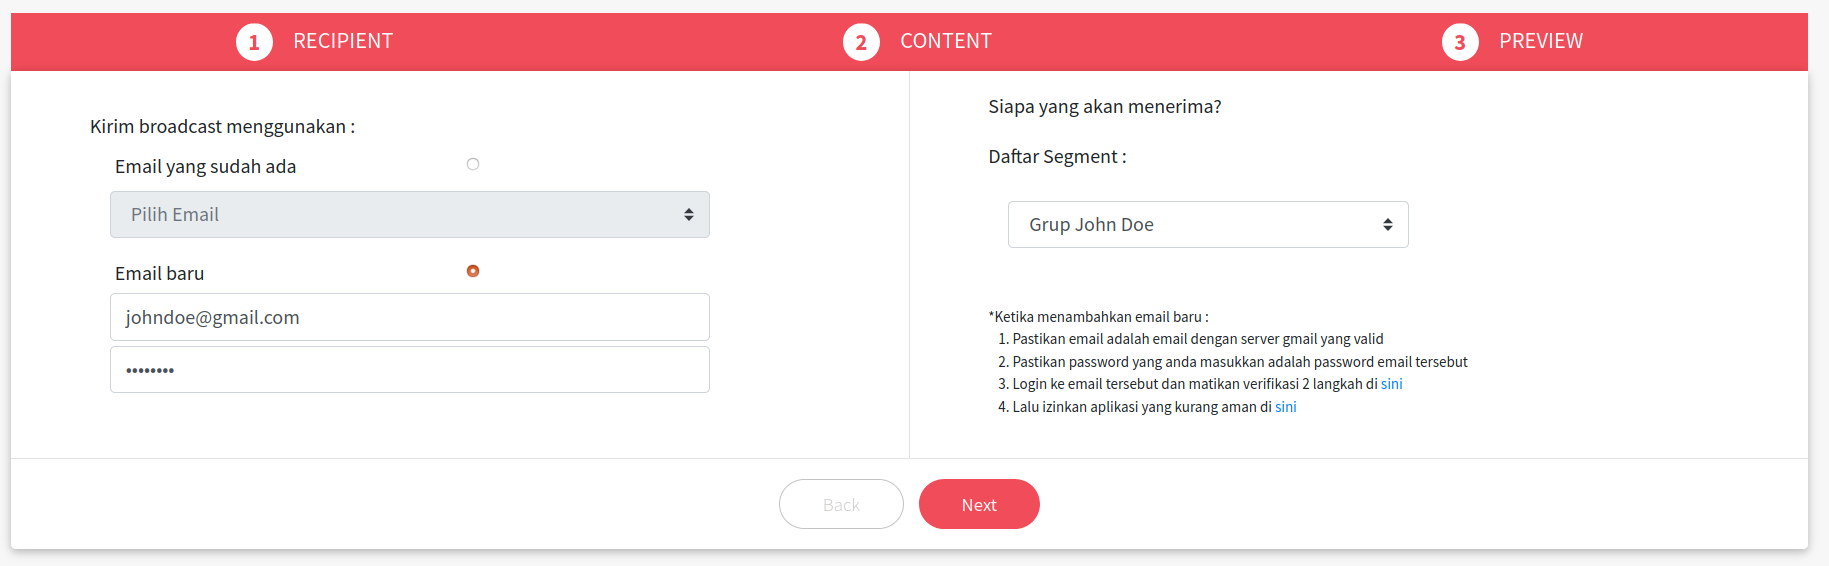 1 RECIPIENT
2 CONTENT
3 PREVIEW
Kirim broadcast menggunakan :
Email yang sudah ada
Pilih Email
Email baru
johndoe@gmail.com
••••••••
Siapa yang akan menerima?
Daftar Segment :
Grup John Doe
*Ketika menambahkan email baru :
1. Pastikan email adalah email dengan server gmail yang valid
2. Pastikan password yang anda masukkan adalah password email tersebut
3. Login ke email tersebut dan matikan verifikasi 2 langkah di sini
4. Lalu izinkan aplikasi yang kurang aman di sini
Back
Next